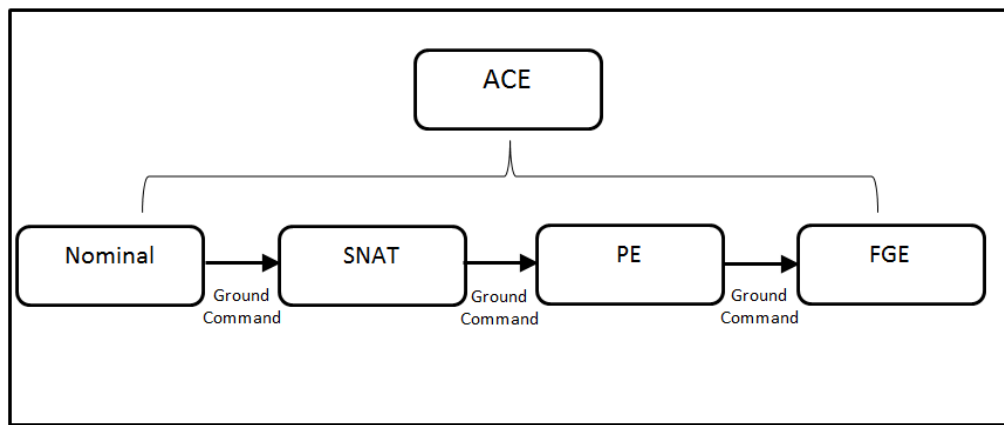 ACE
Nominal
SNAT
PE
FGE
Ground
Command
Ground
Command
Ground
Command